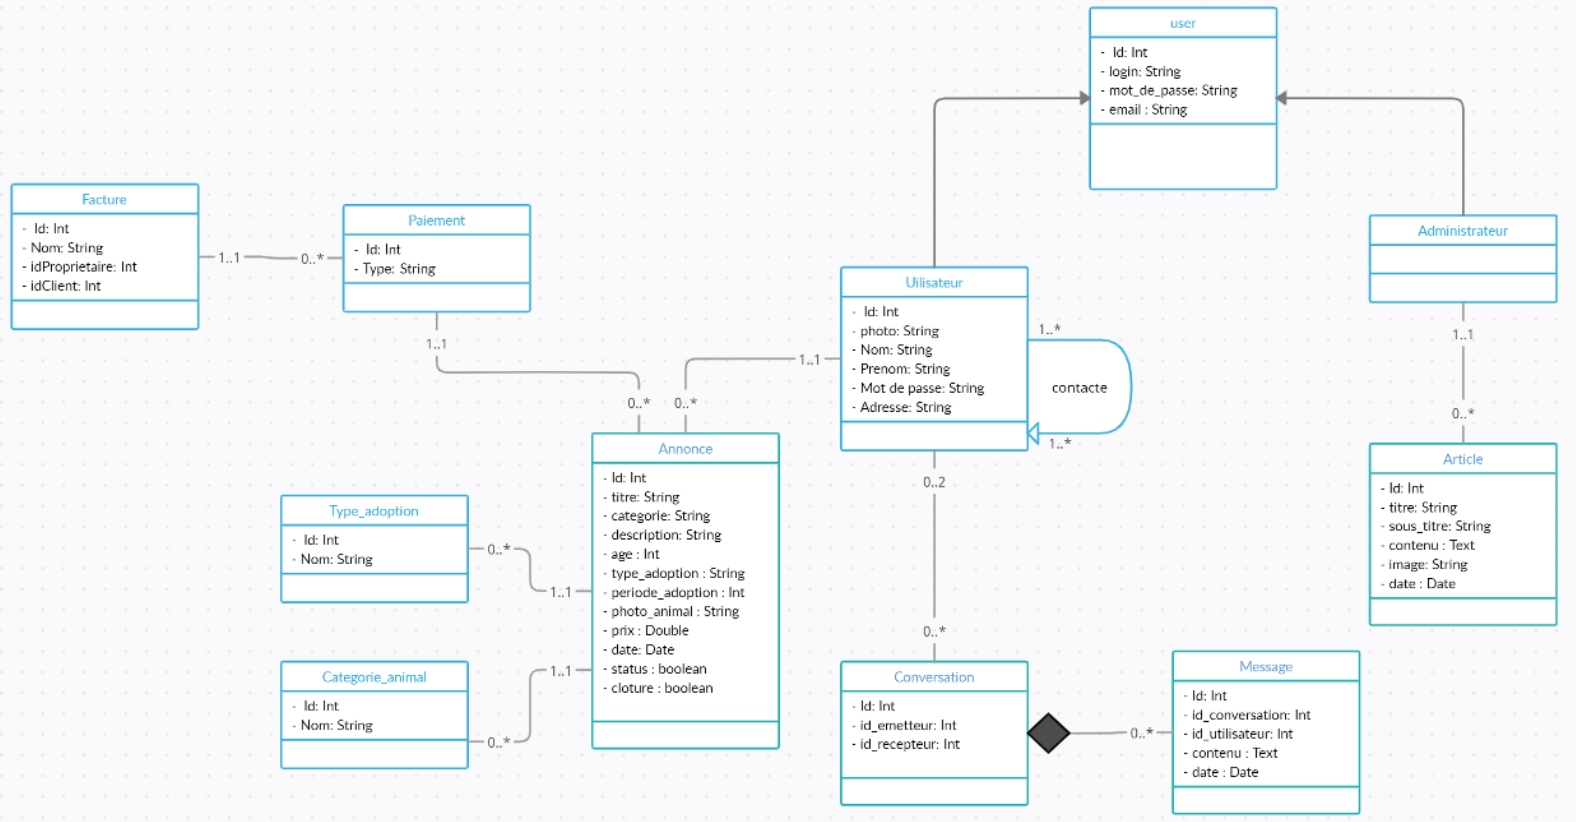 user
- Id: Int
- login: String
- mot_de_passe: String
- email : String
Facture
- Id: Int
- Nom: String
- idProprietaire: Int
- idClient: Int
1..1
0..*
Paiement
- Id: Int
- Type: String
1..1
0..*
Uilisateur
- Id: Int
- photo: String
- Nom: String
- Prenom: String
- Mot de passe: String
- Adresse: String
1..1
0..*
1..*
contacte
1..*
Administrateur
1..1
0..*
Article
- Id: Int
- titre: String
- sous_titre: String
- contenu : Text
- image: String
- date : Date
Annonce
- Id: Int
- titre: String
- categorie: String
- description: String
- age : Int
- type_adoption : String
- periode_adoption : Int
- photo_animal : String
- prix : Double
- date: Date
- status : boolean
- cloture : boolean
Type_adoption
- Id: Int
- Nom: String
0..*
1..1
Categorie_animal
- Id: Int
- Nom: String
0..*
1..1
0..2
0..*
Conversation
- Id: Int
- id_emetteur: Int
- id_recepteur: Int
0..*
Message
- Id: Int
- id_conversation: Int
- id_utilisateur: Int
- contenu : Text
- date : Date